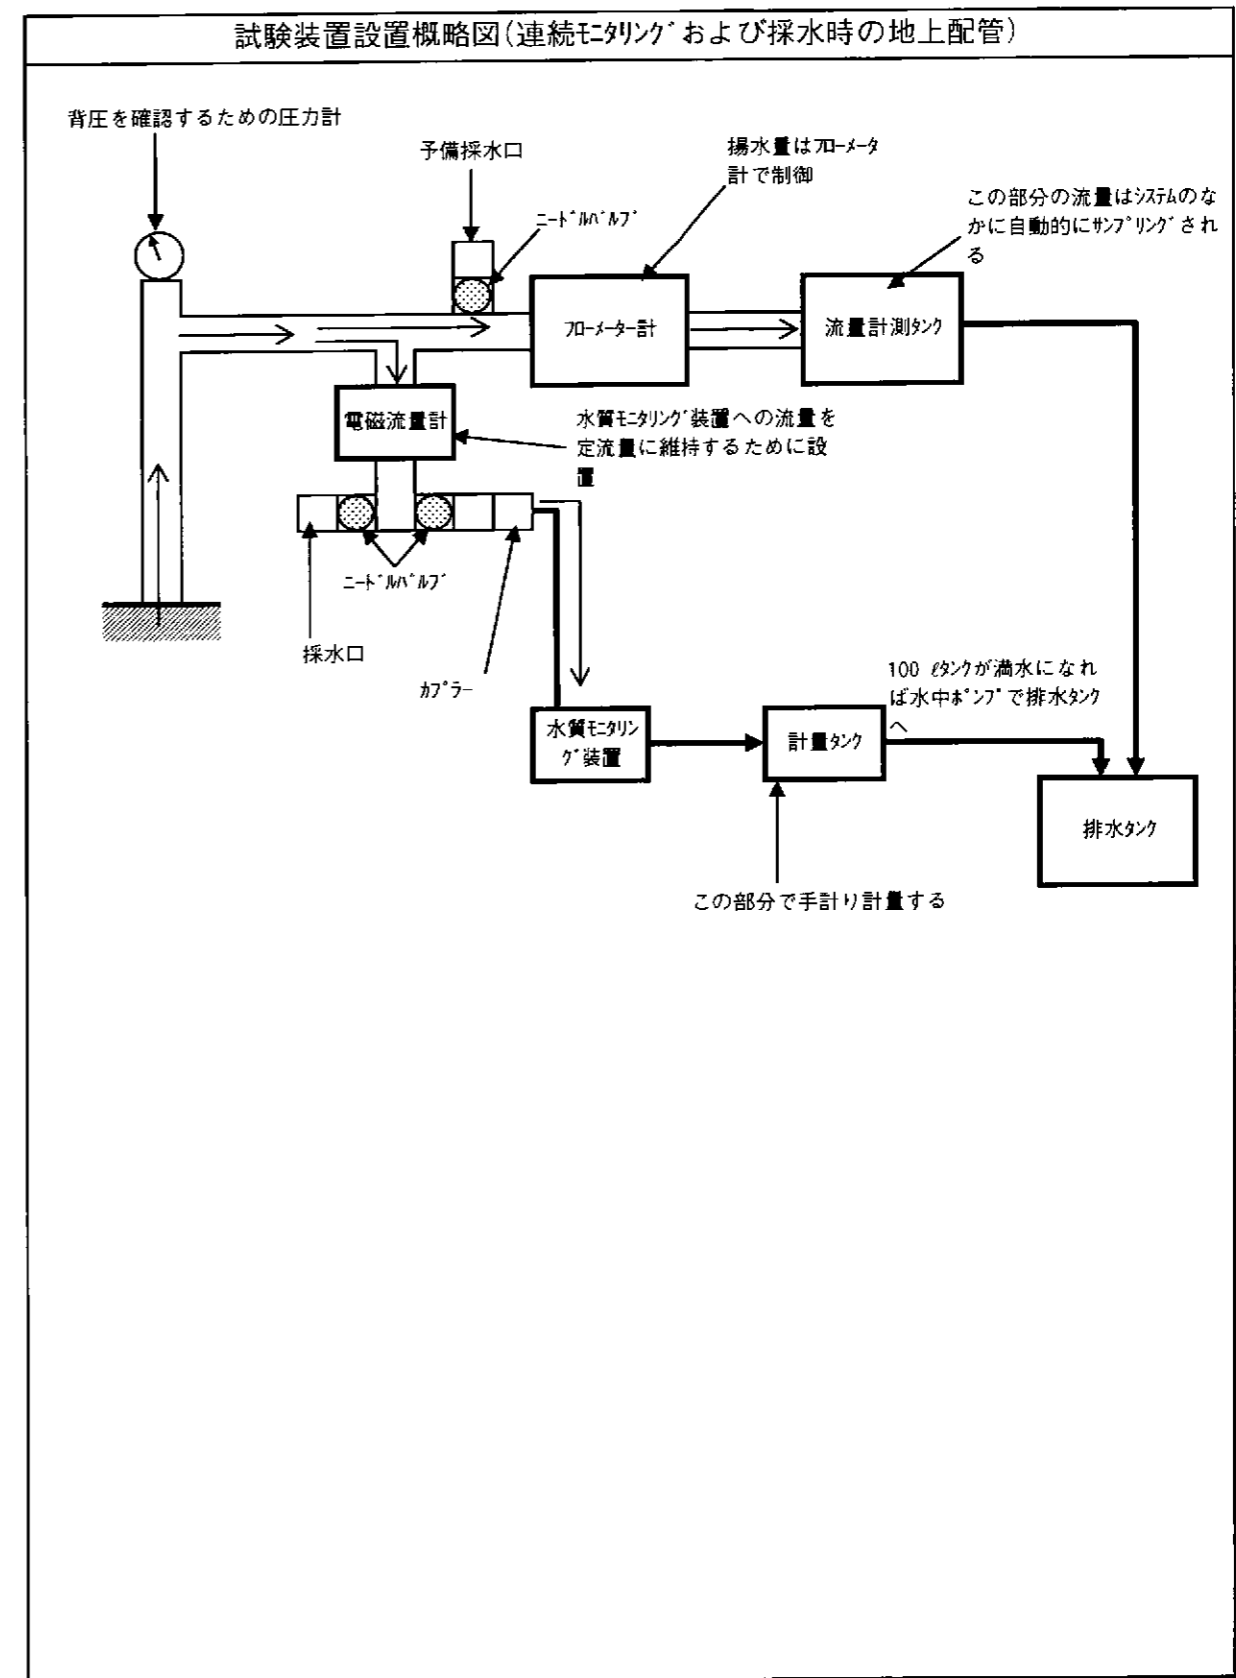 試験装置設置概略図(連続ﾓﾆﾀﾘﾝｸﾞおよび採水時の地上配管)
背圧を確認するための圧力計
予備採水口
ﾆｰﾄﾞﾙﾊﾞﾙﾌﾞ
揚水量はﾌﾛｰﾒｰﾀ
計で制御
この部分の流量はｼｽﾃﾑのな
かに自動的にｻﾝﾌﾟﾘﾝｸﾞされ
る
ﾌﾛｰﾒｰﾀｰ計
流量計測ﾀﾝｸ
電磁流量計
水質ﾓﾆﾀﾘﾝｸﾞ装置への流量を
定流量に維持するために設
置
ﾆｰﾄﾞﾙﾊﾞﾙﾌﾞ
採水口
ｶﾌﾟﾗｰ
水質ﾓﾆﾀﾘﾝ
ｸﾞ装置
計量ﾀﾝｸ
100 ℓﾀﾝｸが満水になれ
ば水中ﾎﾟﾝﾌﾟで排水ﾀﾝｸ
へ
排水ﾀﾝｸ
この部分で手計り計量する